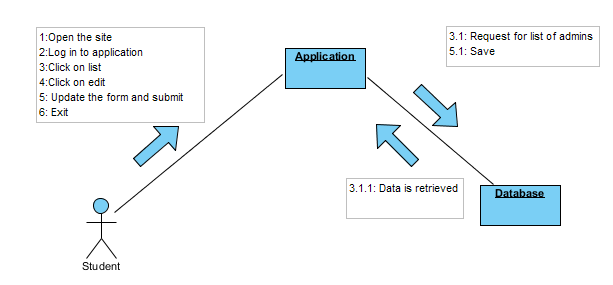 1:Open the site
2:Log in to application
3:Click on list
4:Click on edit
5: Update the form and submit
6: Exit
Application
3.1: Request for list of admins
5.1: Save
3.1.1: Data is retrieved
Database
Student